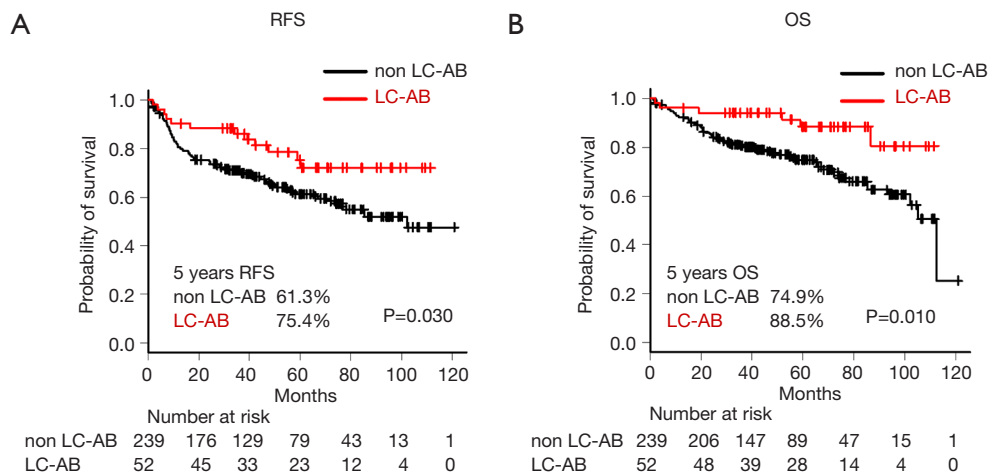 A
RFS
non LC-AB
LC-AB
Probability of survival
1.0
0.8
0.6
0.4
0.2
0.0
5 years RFS
non LC-AB 61.3%
LC-AB 75.4%
P=0.030
0 20 40 60 80 100 120
Months
Number at risk
non LC-AB 239 176 129 79 43 13 1
LC-AB 52 45 33 23 12 4 0
B
OS
non LC-AB
LC-AB
Probability of survival
1.0
0.8
0.6
0.4
0.2
0.0
5 years OS
non LC-AB 74.9%
LC-AB 88.5%
P=0.010
0 20 40 60 80 100 120
Months
Number at risk
non LC-AB 239 206 147 89 47 15 1
LC-AB 52 48 39 28 14 4 0